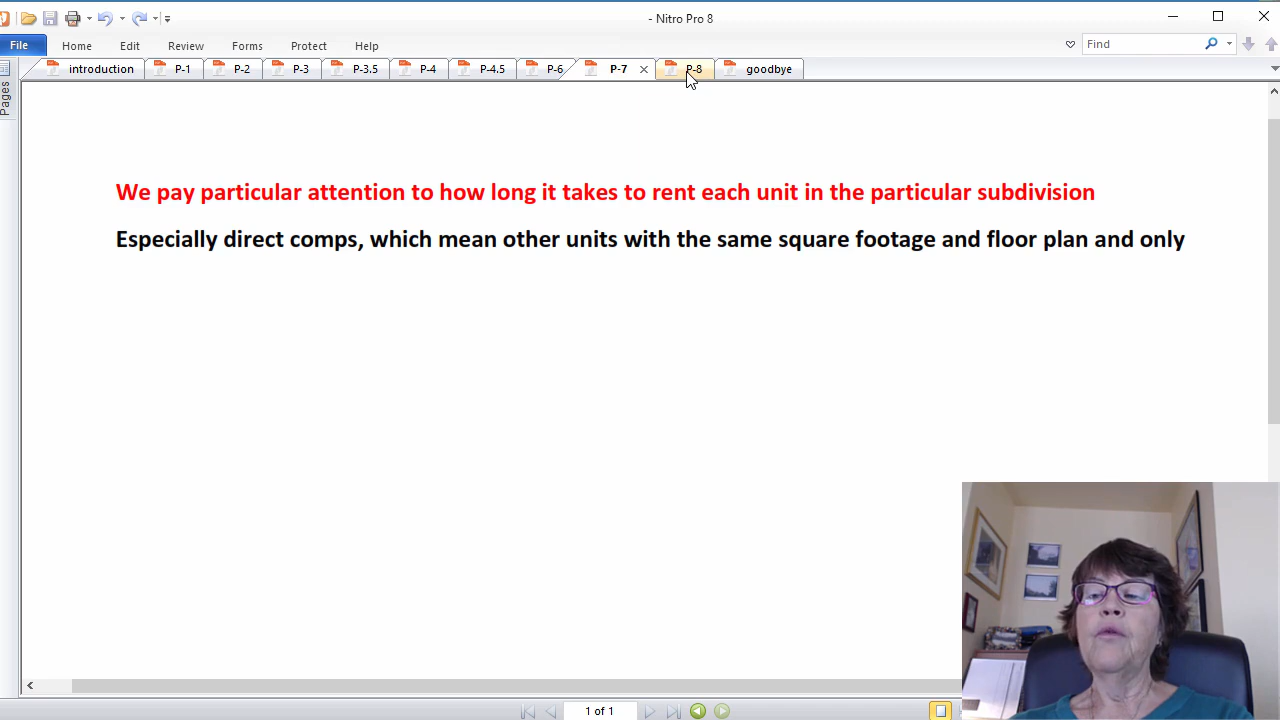 - Nitro Pro 8
File Home Edit Review Forms Protect Help Find
introduction P-1 P-2 P-3 P-3.5 P-4 P-4.5 P-6 P-7 P-8 goodbye
Pages
We pay particular attention to how long it takes to rent each unit in the particular subdivision
Especially direct comps, which mean other units with the same square footage and floor plan and only
1 of 1